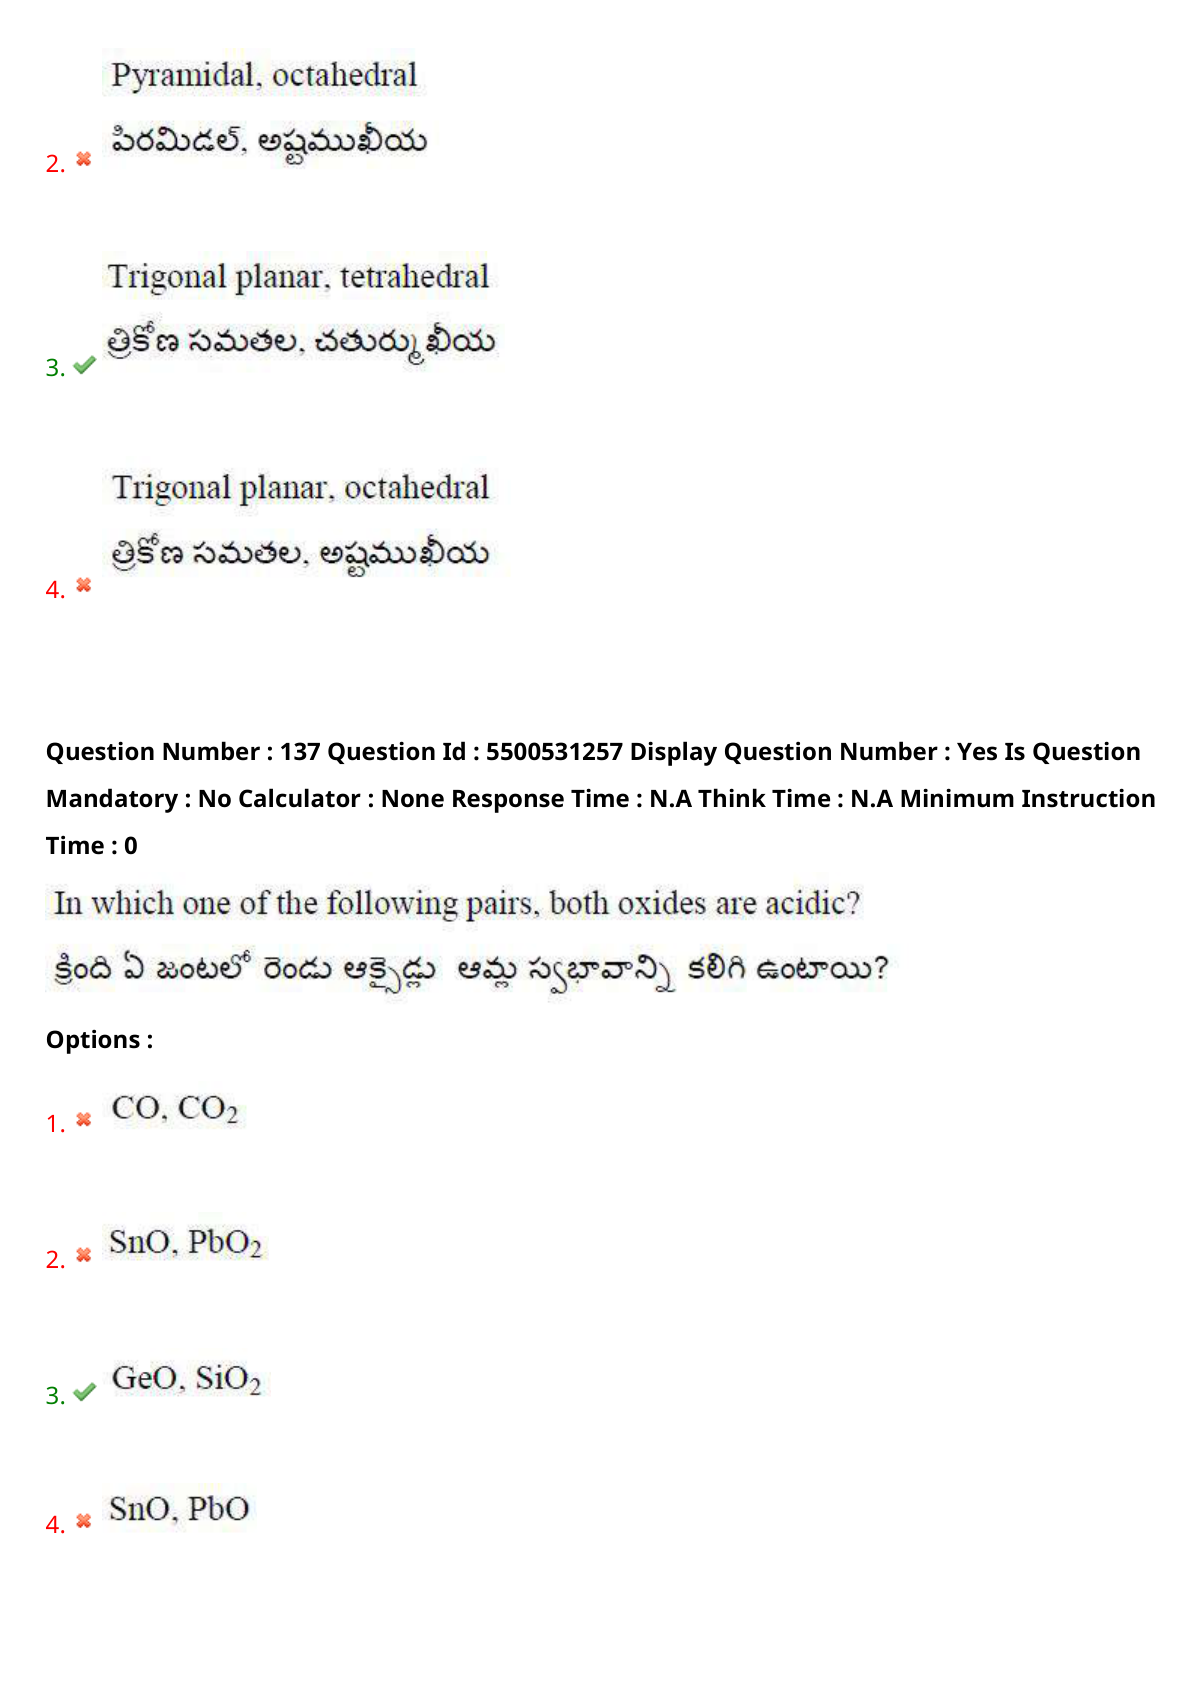 Pyramidal, octahedral
పిరమిడల్, అష్టముఖీయ
2.
Trigonal planar, tetrahedral
త్రికోణ సమతల, చతుర్ముఖీయ
3.
Trigonal planar, octahedral
త్రికోణ సమతల, అష్టముఖీయ
4.
Question Number : 137 Question Id : 5500531257 Display Question Number : Yes Is Question
Mandatory : No Calculator : None Response Time : N.A Think Time : N.A Minimum Instruction
Time : 0
In which one of the following pairs, both oxides are acidic?
క్రింది ఏ జంటలో రెండు ఆక్సైడ్లు ఆమ్ల స్వభావాన్ని కలిగి ఉంటాయి?
Options :
1. CO, CO₂
2. SnO, PbO₂
3. GeO, SiO₂
4. SnO, PbO